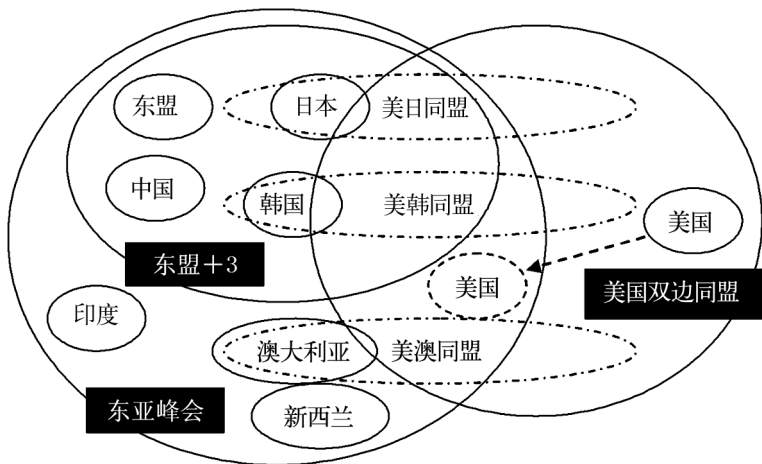 东盟
日本
美日同盟
中国
韩国
美韩同盟
美国
东盟＋3
美国
美国双边同盟
印度
澳大利亚
美澳同盟
东亚峰会
新西兰